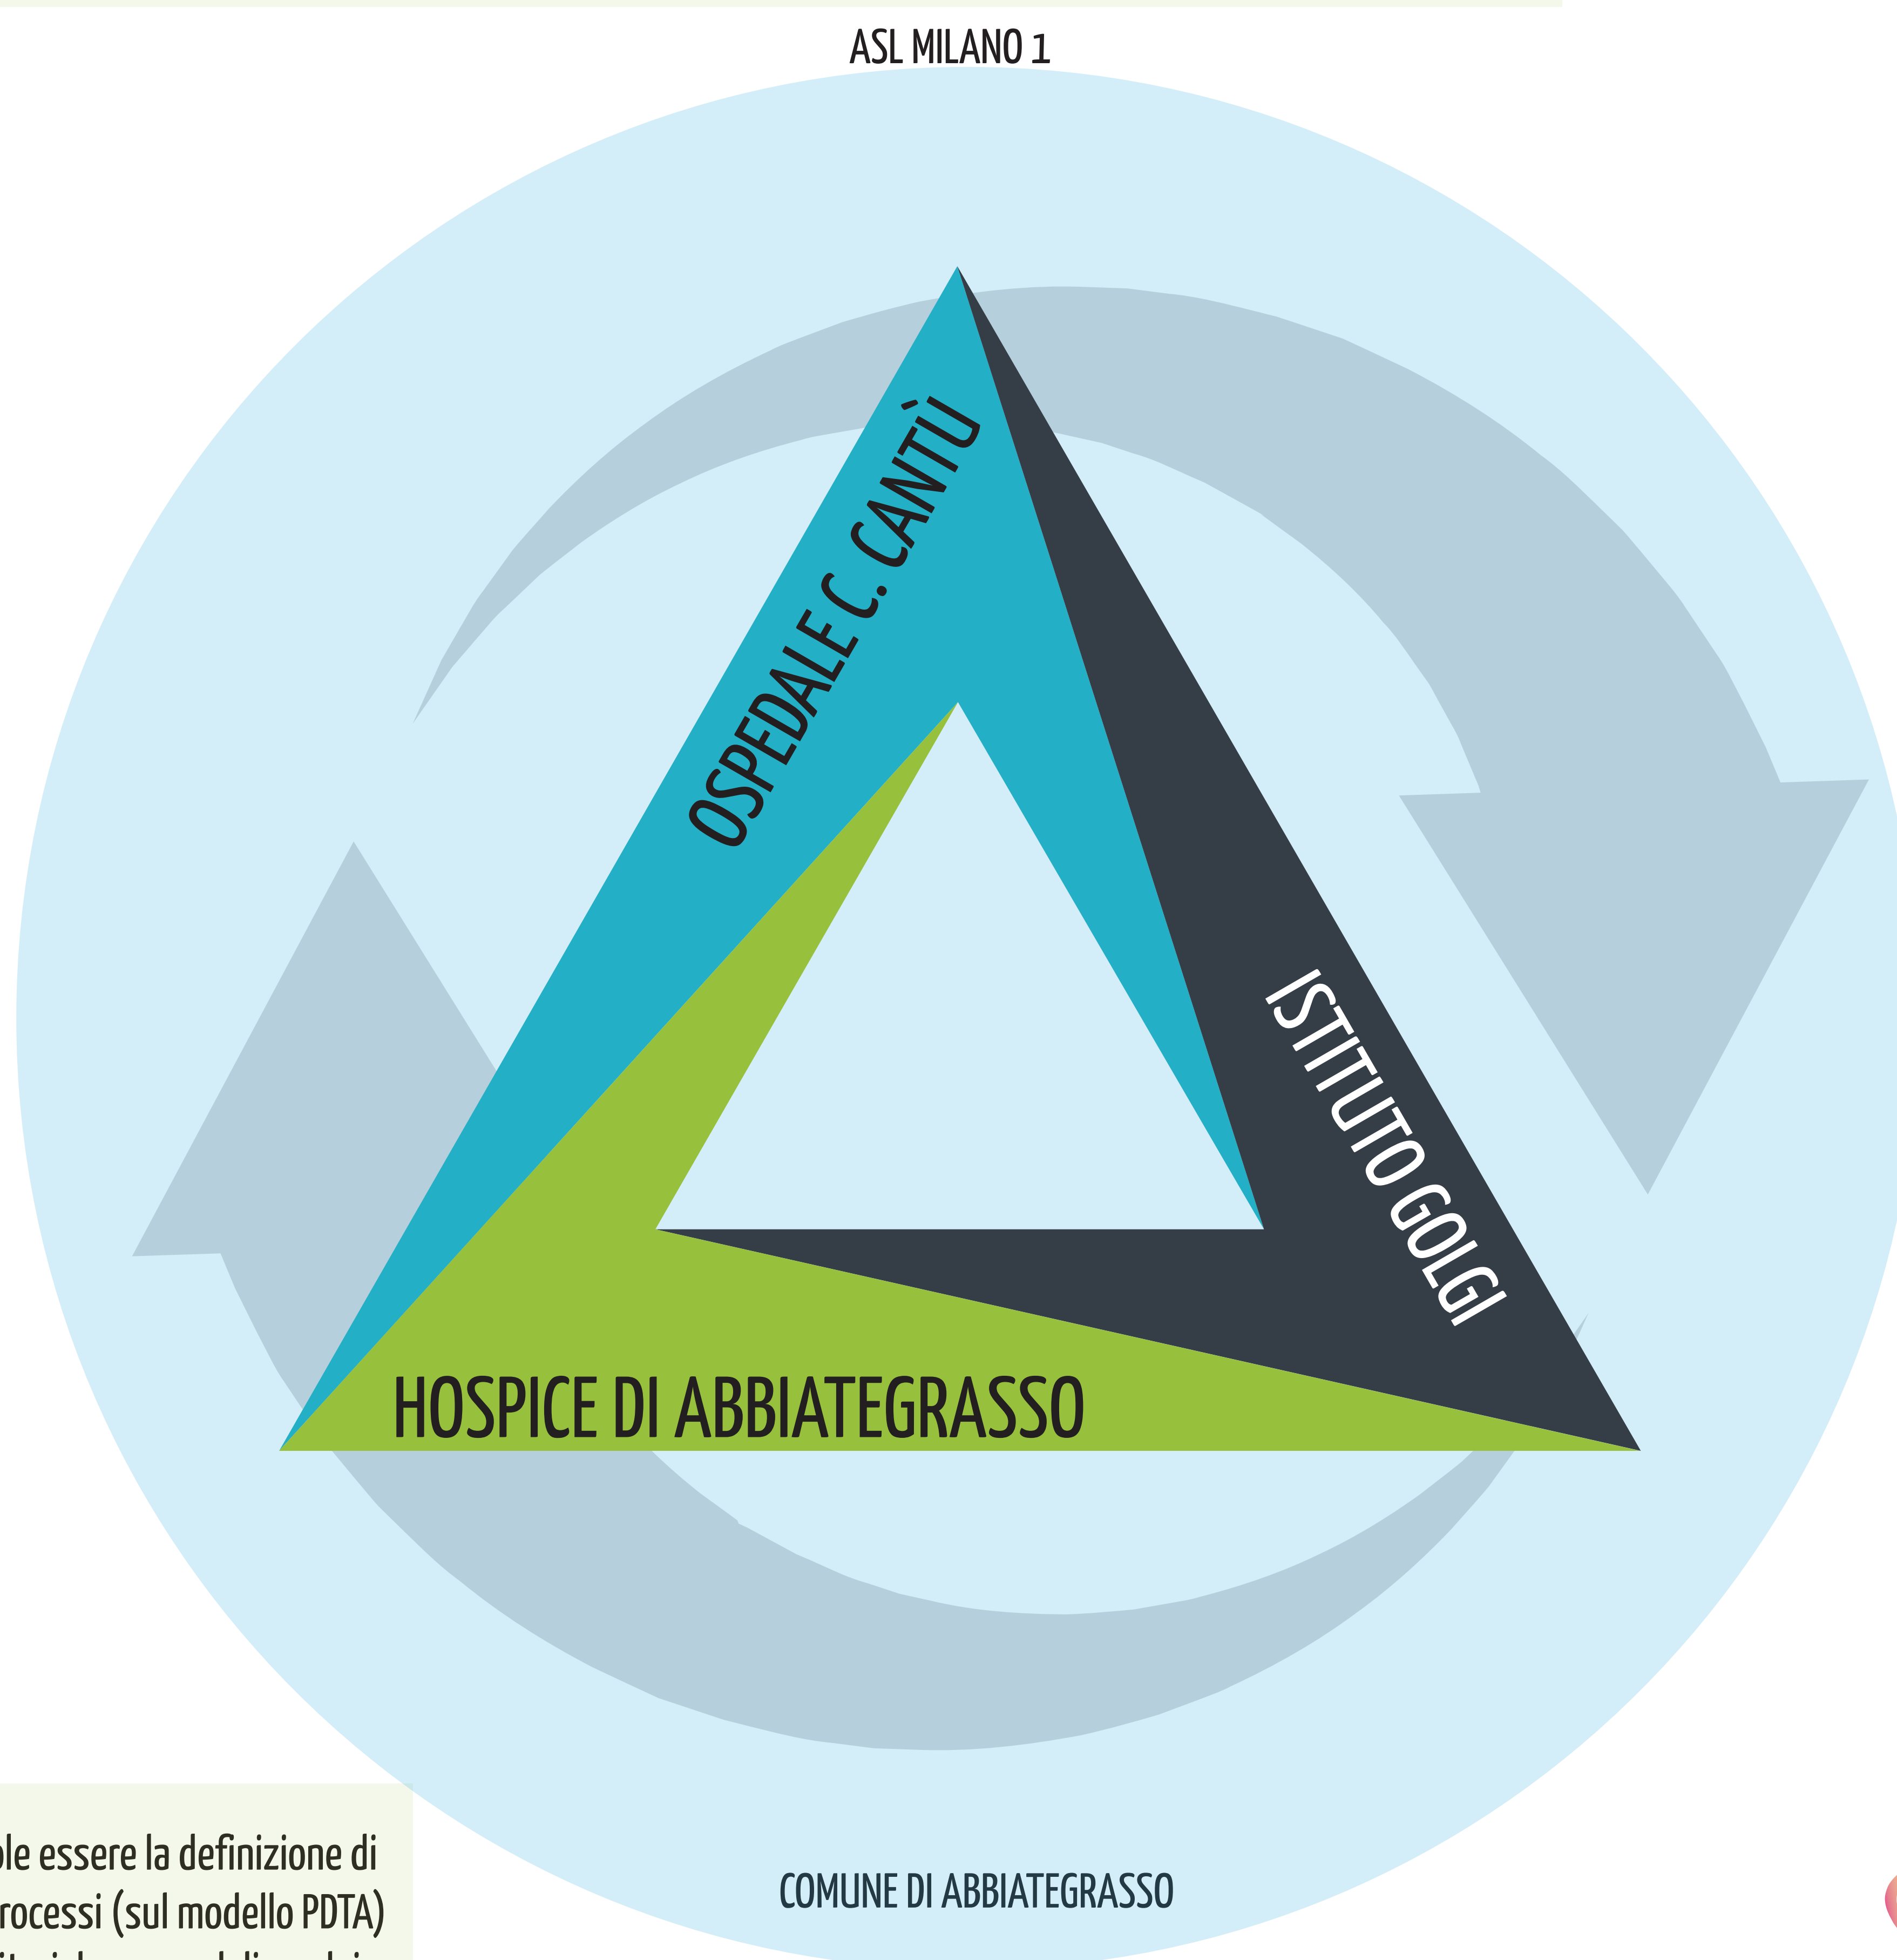 ASL MILANO 1
OSPEDALE C. CANTÙ
ISTITUTO GOLGI
HOSPICE DI ABBIATEGRASSO
essere la definizione di
(sul modello PDTA)
COMUNE DI ABBIATEGRASSO